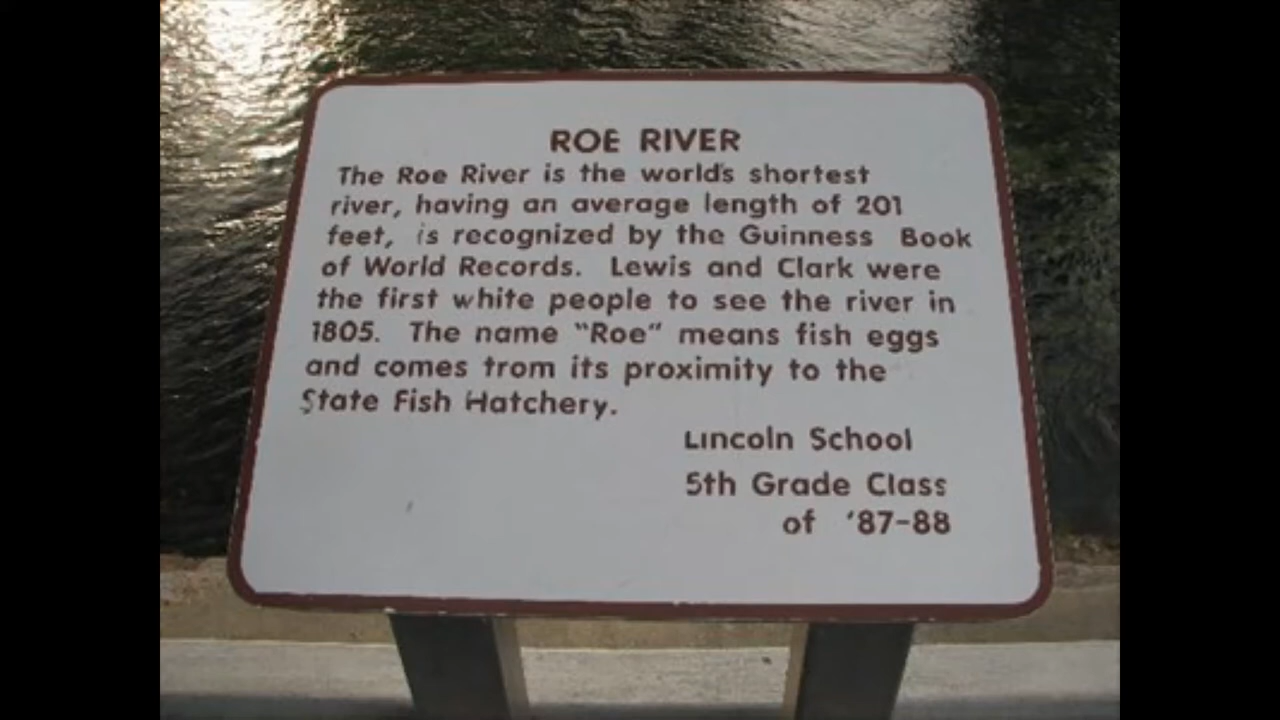 ROE RIVER
The Roe River is the world's shortest
river, having an average length of 201
feet, is recognized by the Guinness Book
of World Records. Lewis and Clark were
the first white people to see the river in
1805. The name "Roe" means fish eggs
and comes from its proximity to the
State Fish Hatchery.
Lincoln School
5th Grade Class
of '87-88